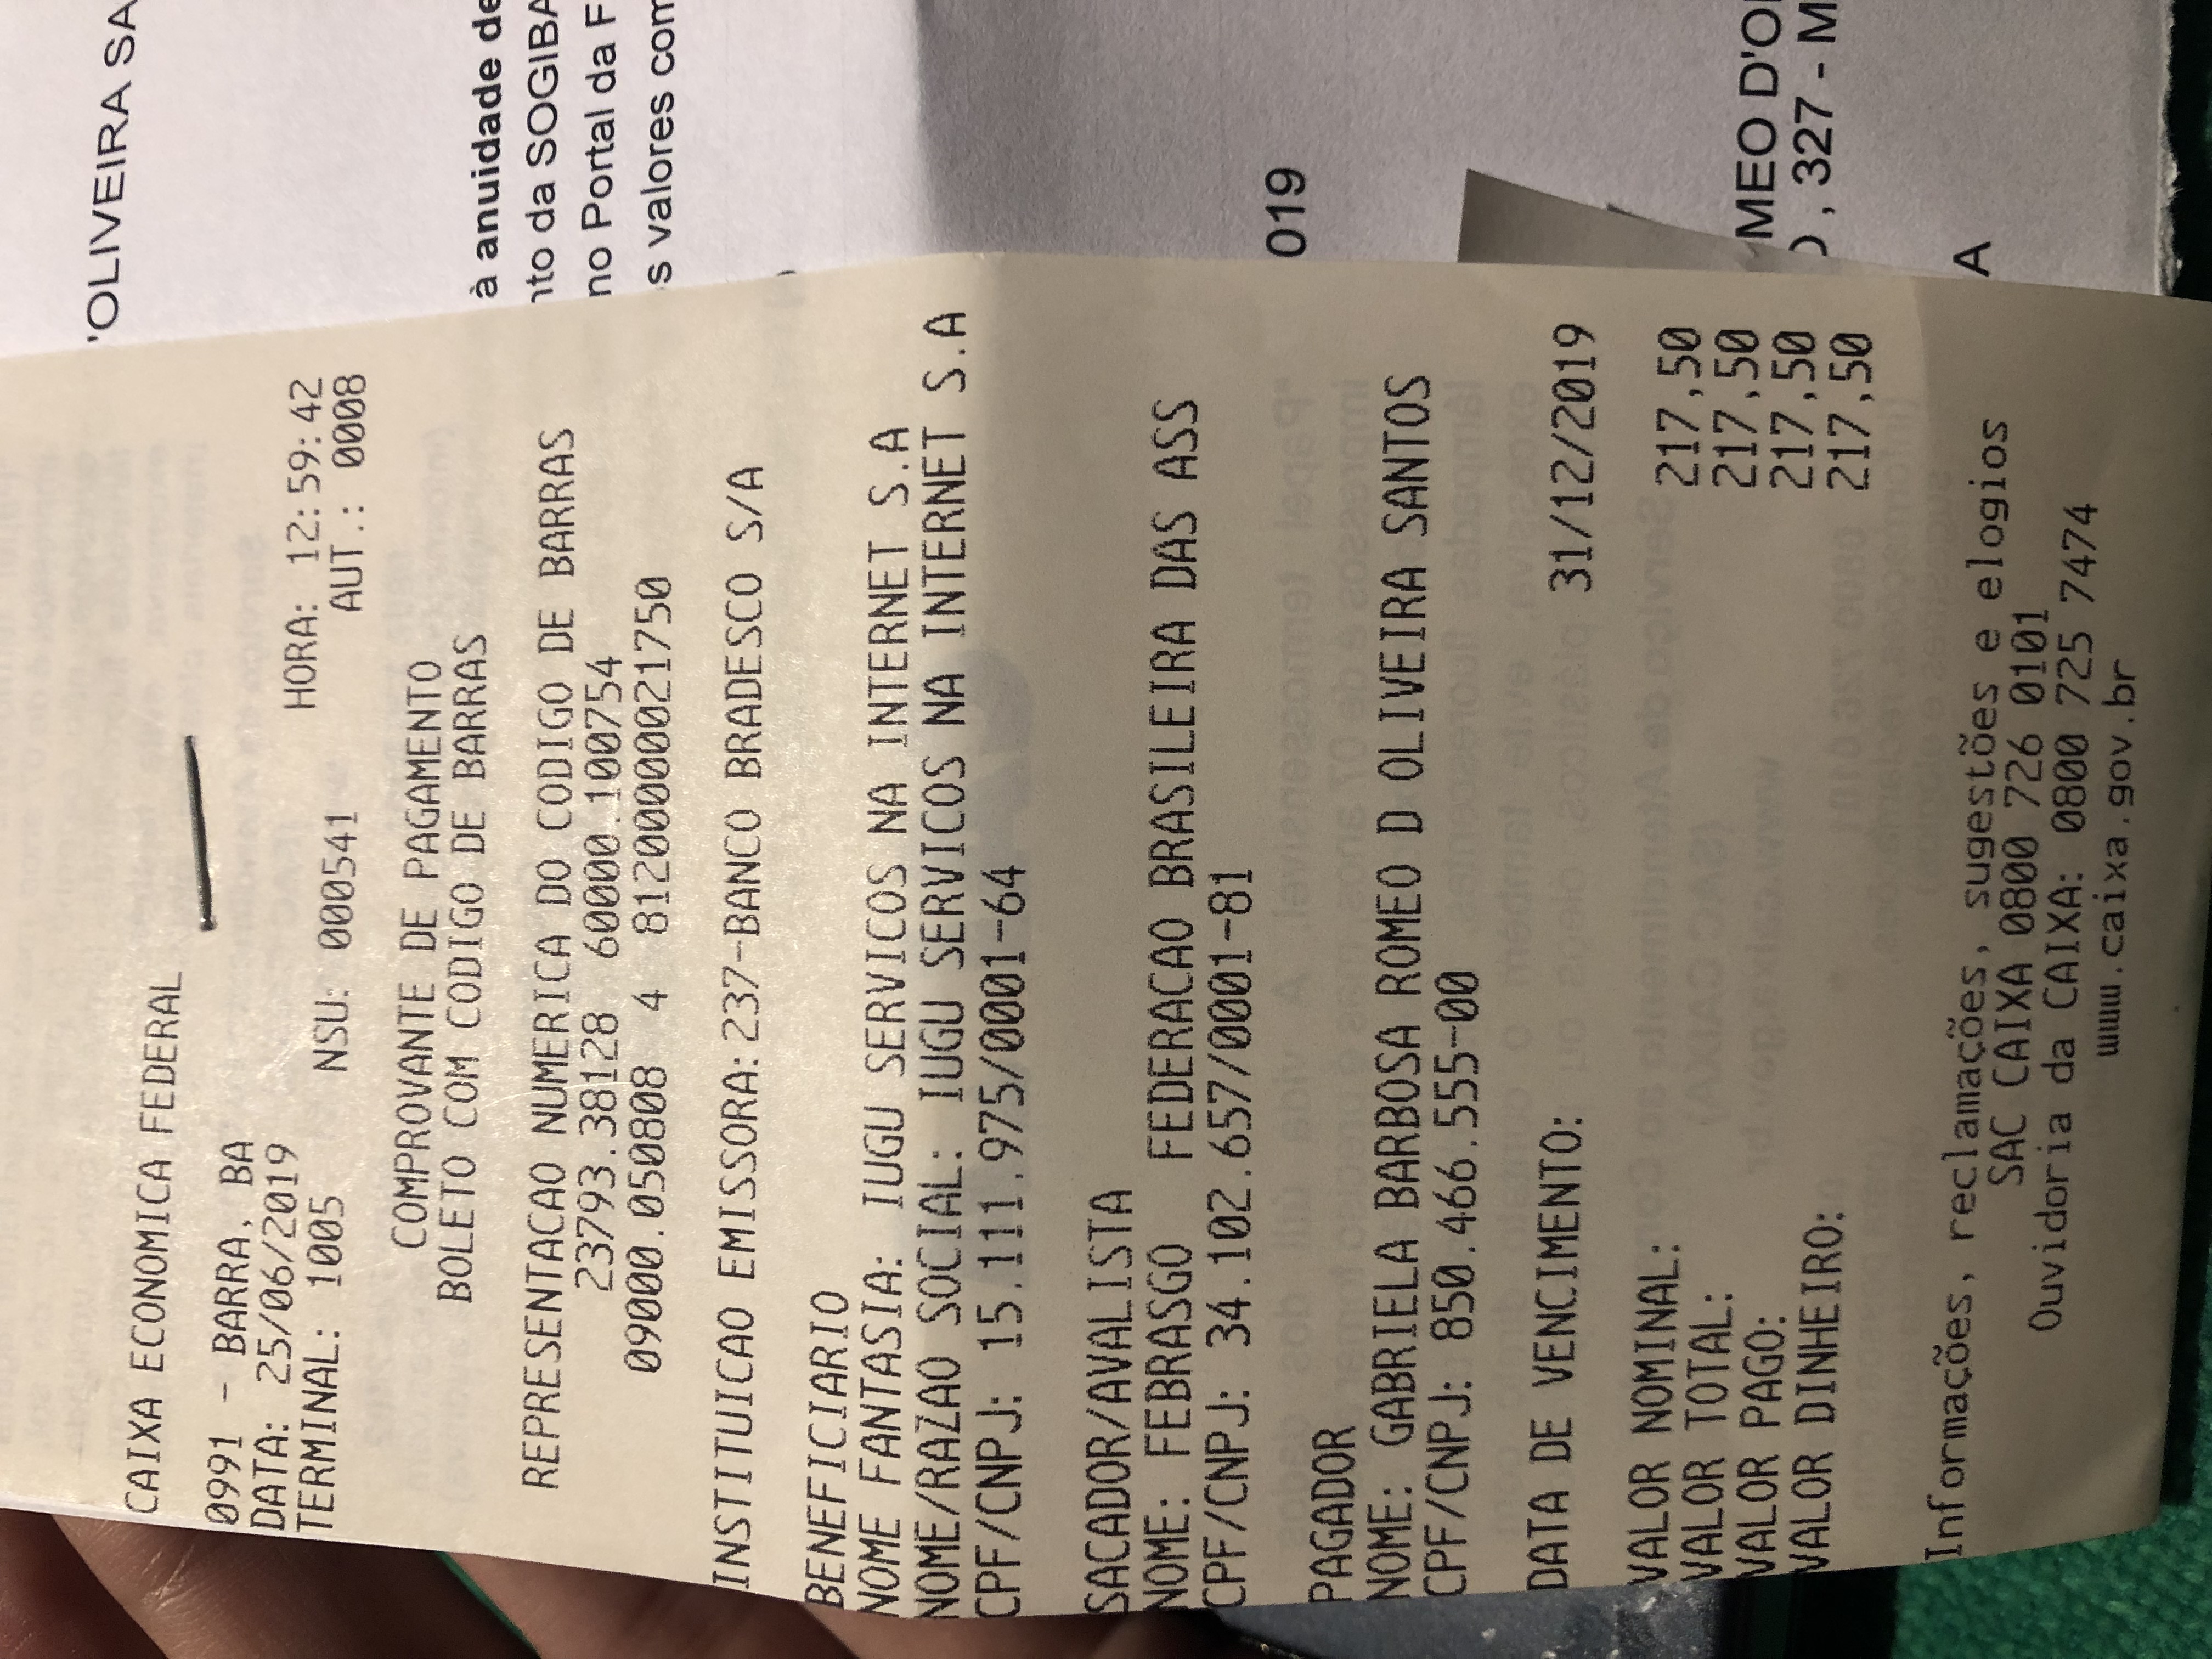 'OLIVEIRA SA
à anuidade de
nto da SOGIBA
no Portal da F
s valores com
019
MEO D'O
, 327 - M
A
CAIXA ECONOMICA FEDERAL
0991 - BARRA, BA
DATA: 25/06/2019 HORA: 12:59:42
TERMINAL: 1005 NSU: 000541 AUT.: 0008
COMPROVANTE DE PAGAMENTO
BOLETO COM CODIGO DE BARRAS
REPRESENTACAO NUMERICA DO CODIGO DE BARRAS
23793.38128 60000.100754
09000.050808 4 81200000021750
INSTITUICAO EMISSORA:237-BANCO BRADESCO S/A
BENEFICIARIO
NOME FANTASIA: IUGU SERVICOS NA INTERNET S.A
NOME/RAZAO SOCIAL: IUGU SERVICOS NA INTERNET S.A
CPF/CNPJ: 15.111.975/0001-64
SACADOR/AVALISTA
NOME: FEBRASGO FEDERACAO BRASILEIRA DAS ASS
CPF/CNPJ: 34.102.657/0001-81
PAGADOR
NOME: GABRIELA BARBOSA ROMEO D OLIVEIRA SANTOS
CPF/CNPJ: 850.466.555-00
DATA DE VENCIMENTO: 31/12/2019
VALOR NOMINAL: 217,50
VALOR TOTAL: 217,50
VALOR PAGO: 217,50
VALOR DINHEIRO: 217,50
Informações, reclamações, sugestões e elogios
SAC CAIXA 0800 726 0101
Ouvidoria da CAIXA: 0800 725 7474
www.caixa.gov.br